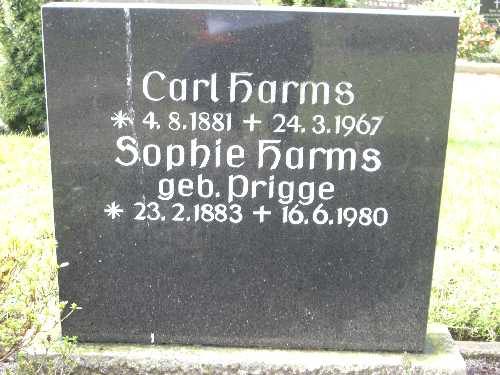 Carl Harms
* 4.8.1881 + 24.3.1967
Sophie Harms
geb. Prigge
* 23.2.1883 + 16.6.1980